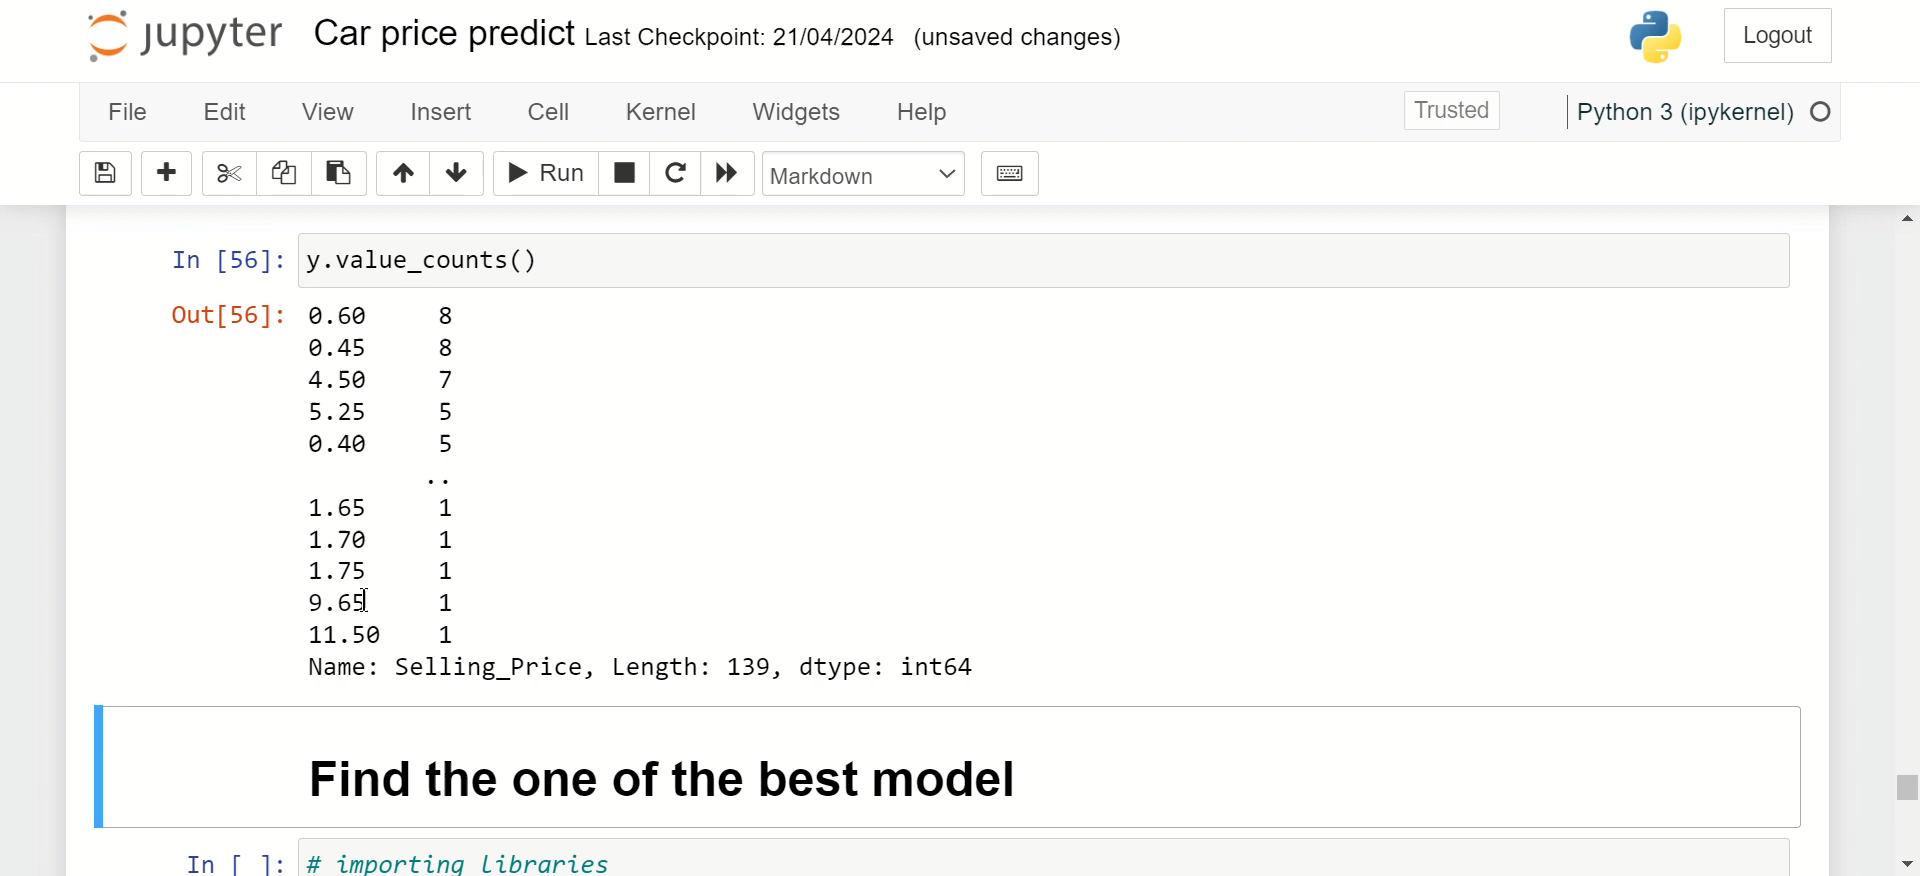 jupyter Car price predict Last Checkpoint: 21/04/2024 (unsaved changes) Logout
File Edit View Insert Cell Kernel Widgets Help Trusted Python 3 (ipykernel)
Run Markdown
In [56]: y.value_counts()
Out[56]: 0.60 8
0.45 8
4.50 7
5.25 5
0.40 5
..
1.65 1
1.70 1
1.75 1
9.65 1
11.50 1
Name: Selling_Price, Length: 139, dtype: int64
Find the one of the best model
In [ ]: # importing libraries